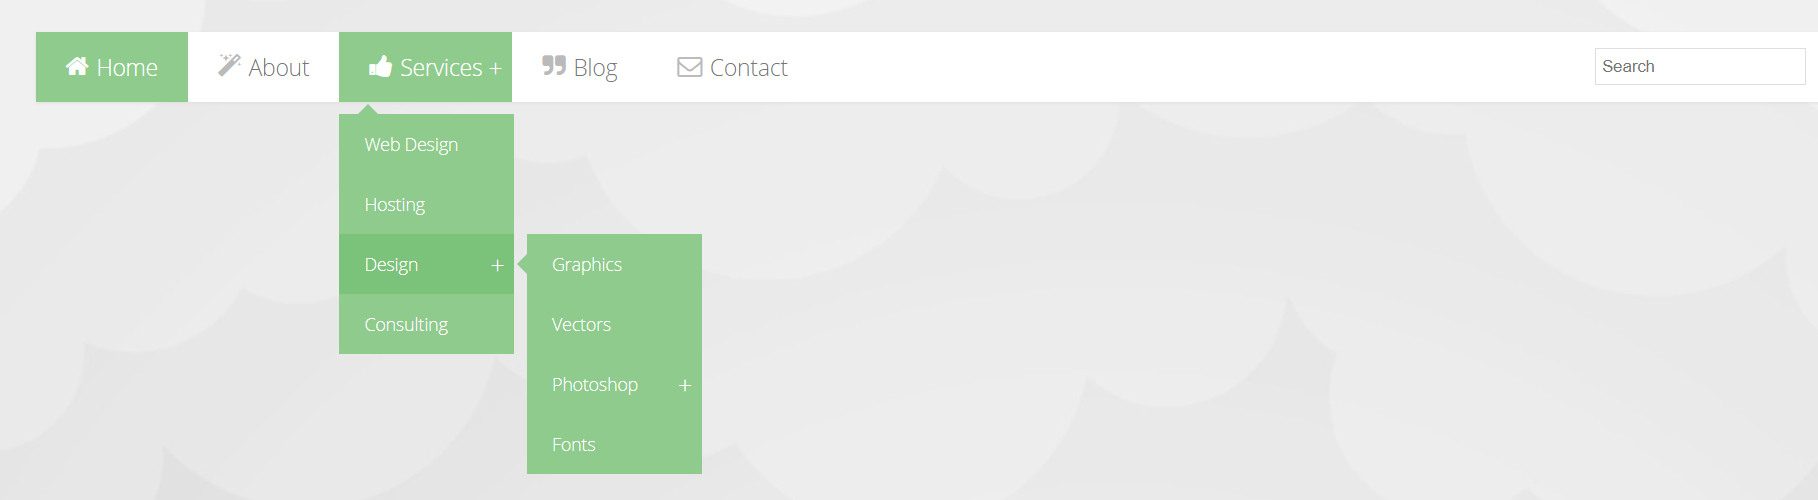 Home About Services + Blog Contact Search
Web Design
Hosting
Design + Graphics
Consulting Vectors
Photoshop +
Fonts